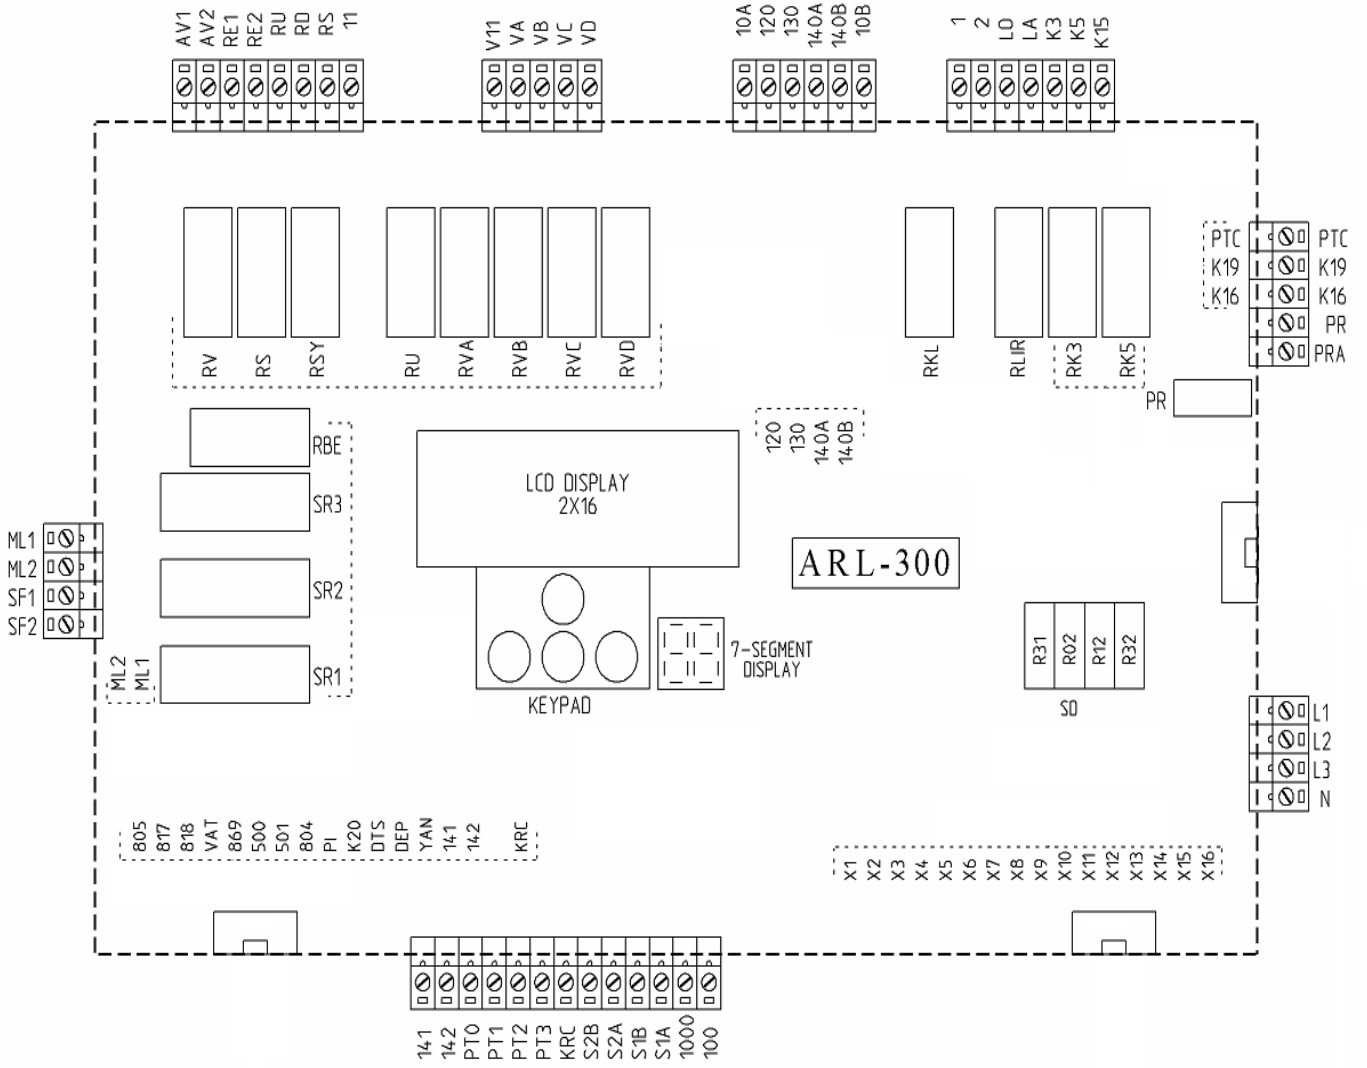 AV1 AV2 RE1 RE2 RU RD RS 11
V11 VA VB VC VD
10A 120 130 140A 140B 10B
1 2 L0 LA K3 K5 K15
PTC
K19
K16
PTC
K19
K16
PR
PRA
RV RS RSY
RU RVA RVB RVC RVD
RKL RLIR RK3 RK5
PR
RBE
SR3
SR2
SR1
120 130 140A 140B
LCD DISPLAY
2X16
ARL-300
ML1
ML2
SF1
SF2
ML2 ML1
7-SEGMENT
DISPLAY
KEYPAD
R31 R02 R12 R32
SD
L1
L2
L3
N
805 817 818 VAT 869 500 501 804 PI K20 DTS DEP YAN 141 142 KRC
X1 X2 X3 X4 X5 X6 X7 X8 X9 X10 X11 X12 X13 X14 X15 X16
141 142 PT0 PT1 PT2 PT3 KRC S2B S2A S1B S1A 1000 100